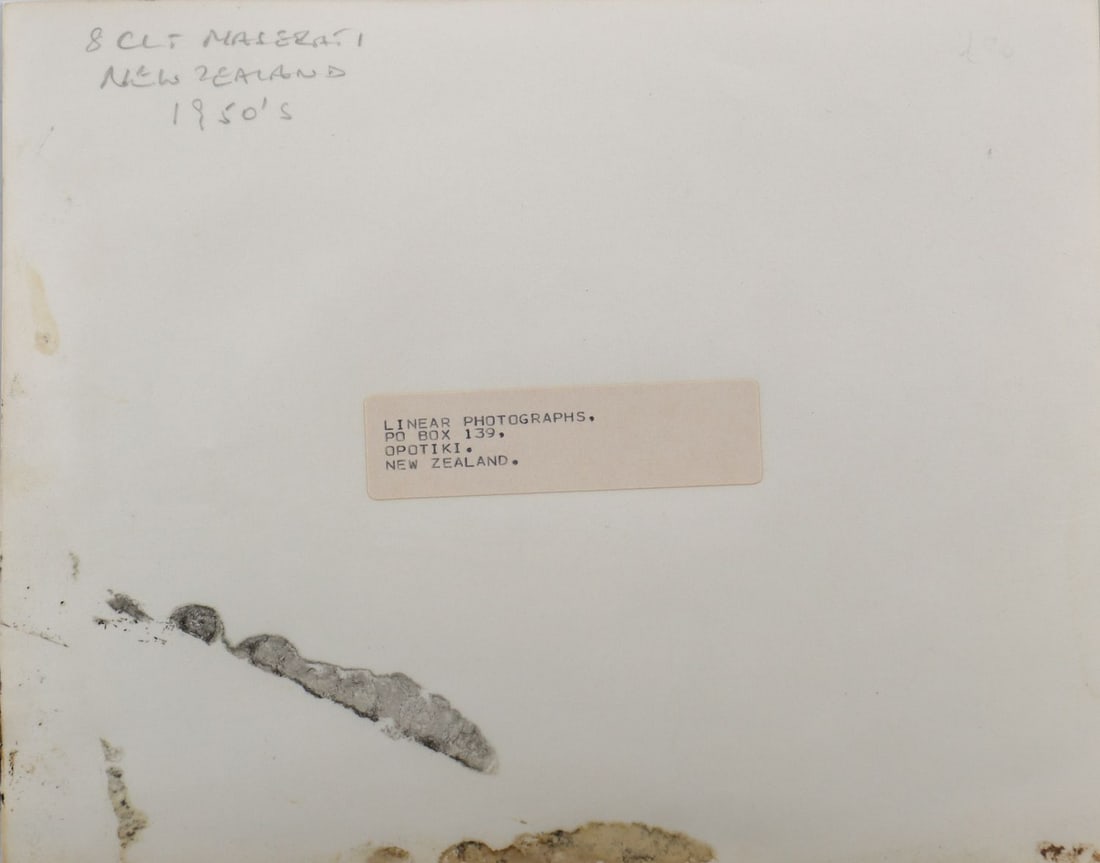 8 CLT MASERATI
NEW ZEALAND
1950'S
LINEAR PHOTOGRAPHS.
PO BOX 139,
OPOTIKI.
NEW ZEALAND.